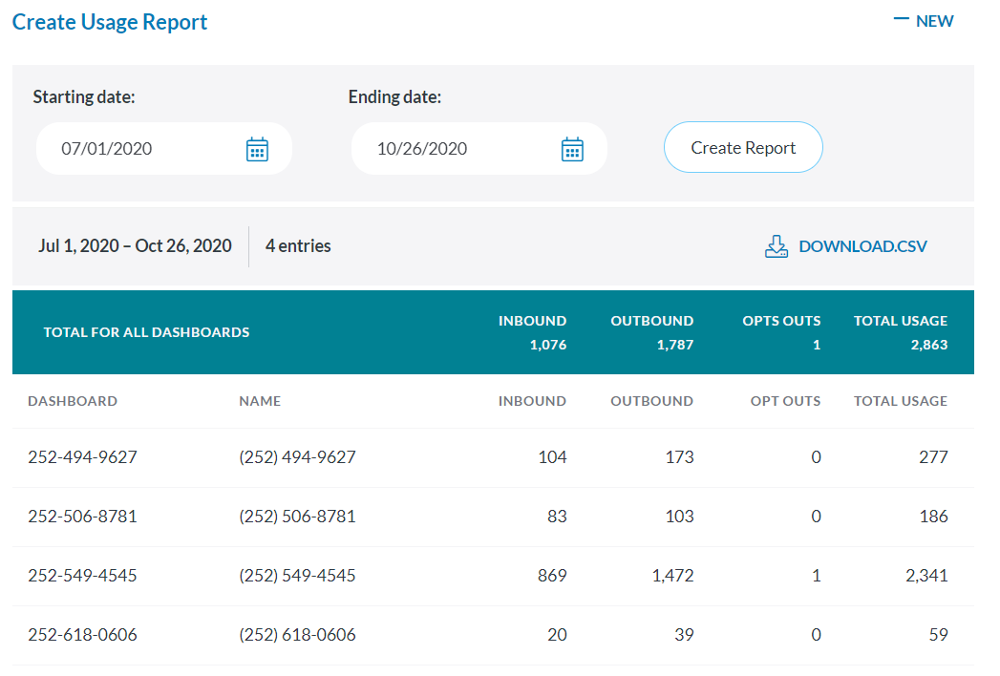 Create Usage Report
NEW
Starting date:
Ending date:
07/01/2020
10/26/2020
Create Report
Jul 1, 2020 – Oct 26, 2020
4 entries
DOWNLOAD.CSV
TOTAL FOR ALL DASHBOARDS
INBOUND OUTBOUND OPTS OUTS TOTAL USAGE
1,076 1,787 1 2,863
DASHBOARD NAME INBOUND OUTBOUND OPT OUTS TOTAL USAGE
252-494-9627 (252) 494-9627 104 173 0 277
252-506-8781 (252) 506-8781 83 103 0 186
252-549-4545 (252) 549-4545 869 1,472 1 2,341
252-618-0606 (252) 618-0606 20 39 0 59